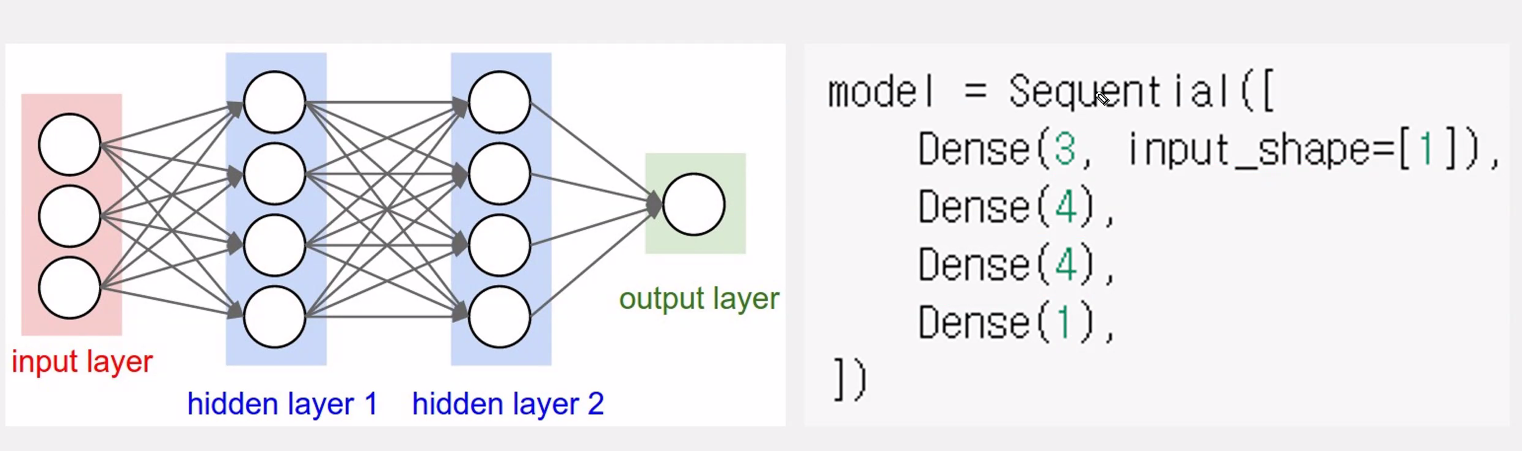 input layer
hidden layer 1
hidden layer 2
output layer
model = Sequential([
    Dense(3, input_shape=[1]),
    Dense(4),
    Dense(4),
    Dense(1),
])